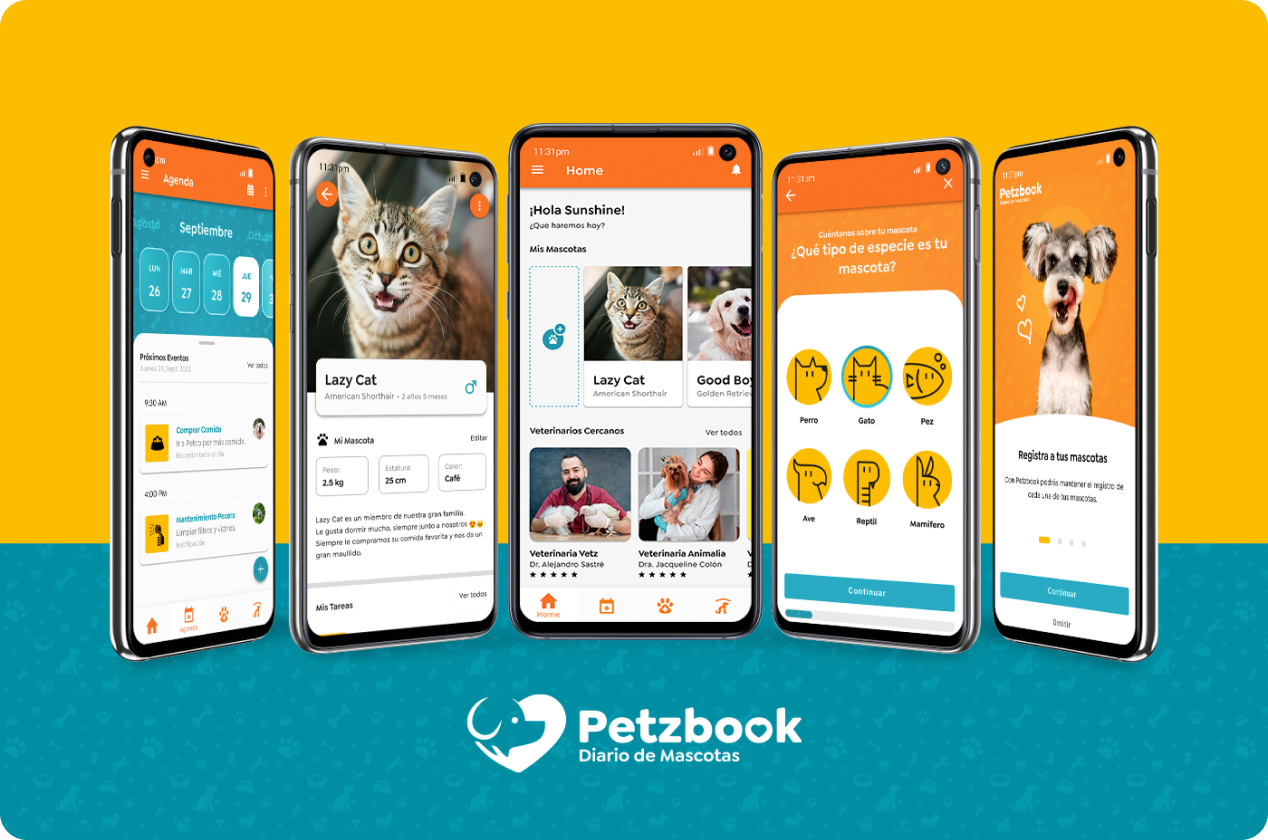 pm
Agenda
Agosto
Septiembre
Octub
LUN
26
MAR
27
MIÉ
28
JUE
29
Próximos Eventos
Jueves 29, Sept. 2022
Ver todos
9:30 AM
Comprar Comida
Ir a Petco por más comida.
Recordar todo el día.
4:00 PM
Mantenimiento Pecera
Limpiar filtros y vidrios.
Notificación
Agenda
11:31pm
Lazy Cat
American Shorthair • 2 años 5 meses
Mi Mascota
Editar
Peso:
2.5 kg
Estatura:
25 cm
Color:
Café
Lazy Cat es un miembro de nuestra gran familia.
Le gusta dormir mucho, siempre junto a nosotros 😍🐱
Siempre le compramos su comida favorita y nos da un
gran maullido.
Mis Tareas
Ver todos
11:31pm
Home
¡Hola Sunshine!
¿Que haremos hoy?
Mis Mascotas
Lazy Cat
American Shorthair
Good Boy
Golden Retriev
Veterinarios Cercanos
Ver todos
Veterinaria Vetz
Dr. Alejandro Sastré
★ ★ ★ ★ ★
Veterinaria Animalia
Dra. Jacqueline Colón
★ ★ ★ ★ ★
Home
11:31pm
Cuéntanos sobre tu mascota
¿Qué tipo de especie es tu
mascota?
Perro
Gato
Pez
Ave
Reptil
Mamifero
Continuar
11:31pm
Petzbook
Diario de Mascotas
Registra a tus mascotas
Con Petzbook podrás mantener el registro de
cada una de tus mascotas.
Continuar
Omitir
Petzbook
Diario de Mascotas